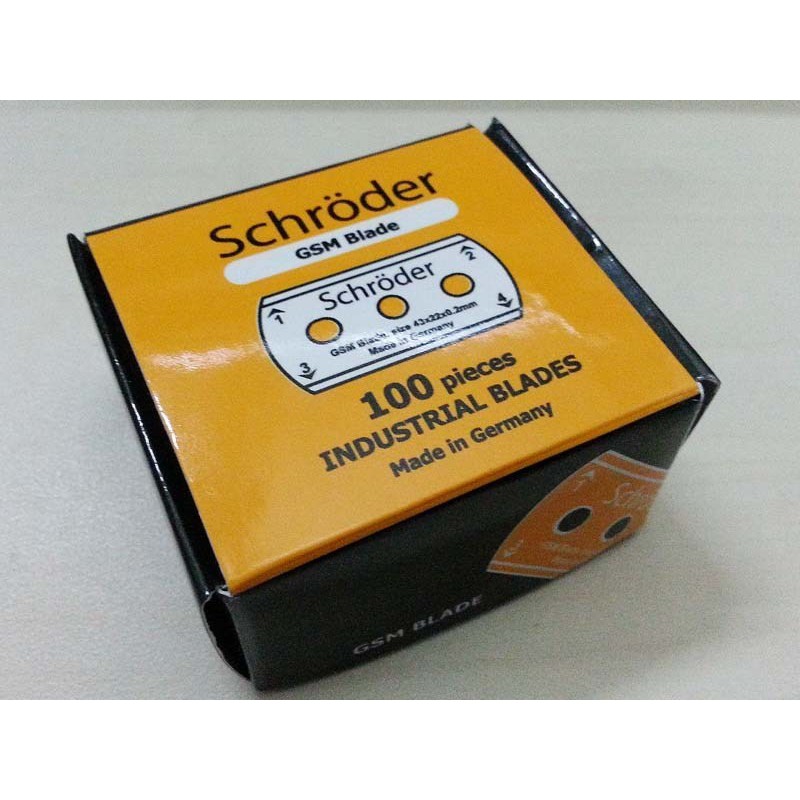 Schröder
GSM Blade
1
2
Schröder
GSM Blade, size 43x22x0.2mm
Made in Germany
3
4
100 pieces
INDUSTRIAL BLADES
Made in Germany
GSM BLADE